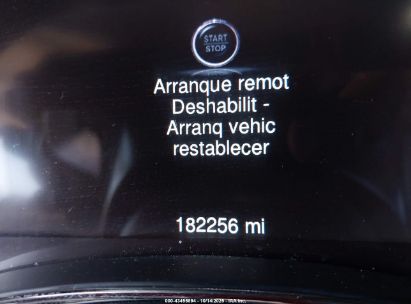 START
STOP
Arranque remot
Deshabilit -
Arranq vehic
restablecer
182256 mi